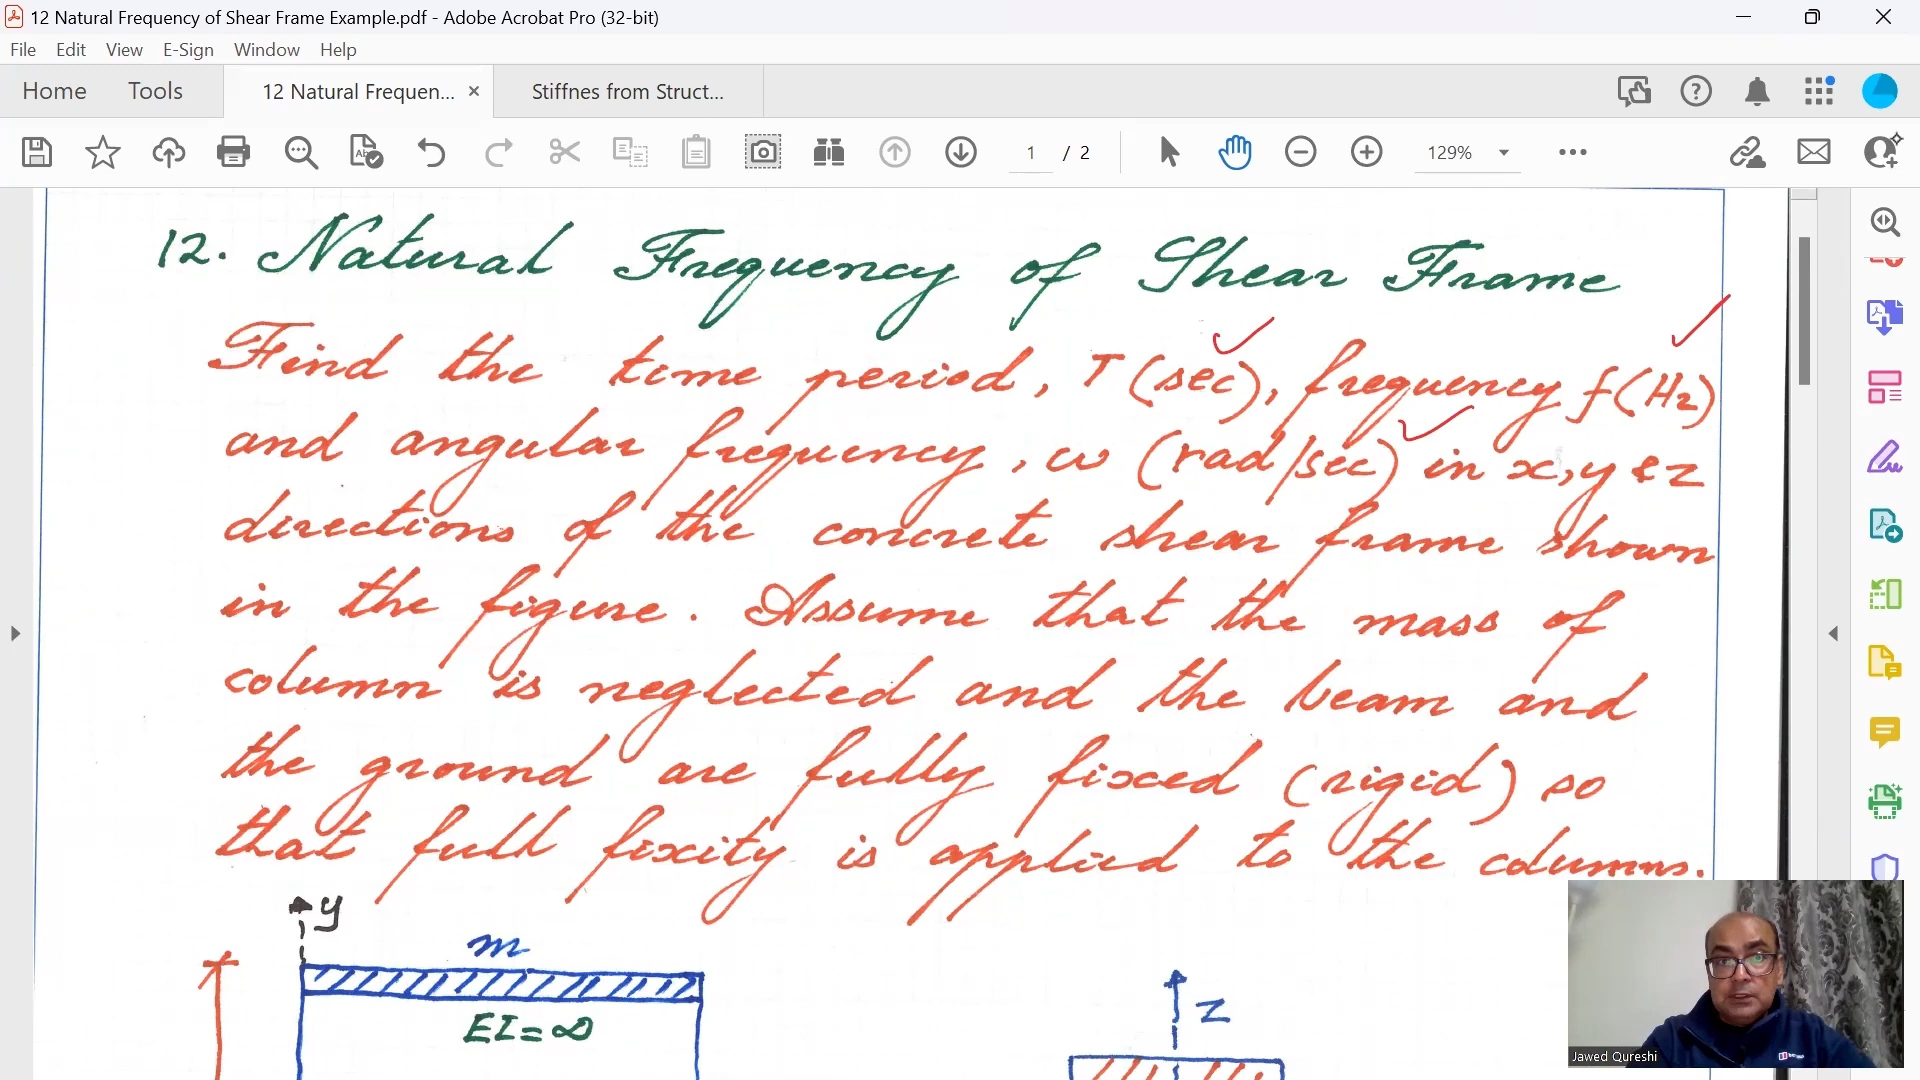 12 Natural Frequency of Shear Frame Example.pdf - Adobe Acrobat Pro (32-bit)
File Edit View E-Sign Window Help
Home Tools 12 Natural Frequen... × Stiffnes from Struct...
1 / 2 129%
12. Natural Frequency of Shear Frame
Find the time period, T (sec), frequency f (Hz)
and angular frequency, ω (rad/sec) in x, y & z
directions of the concrete shear frame shown
in the figure. Assume that the mass of
column is neglected and the beam and
the ground are fully fixed (rigid) so
that full fixity is applied to the columns.
y
m
EI = ∞
z
Jawed Qureshi